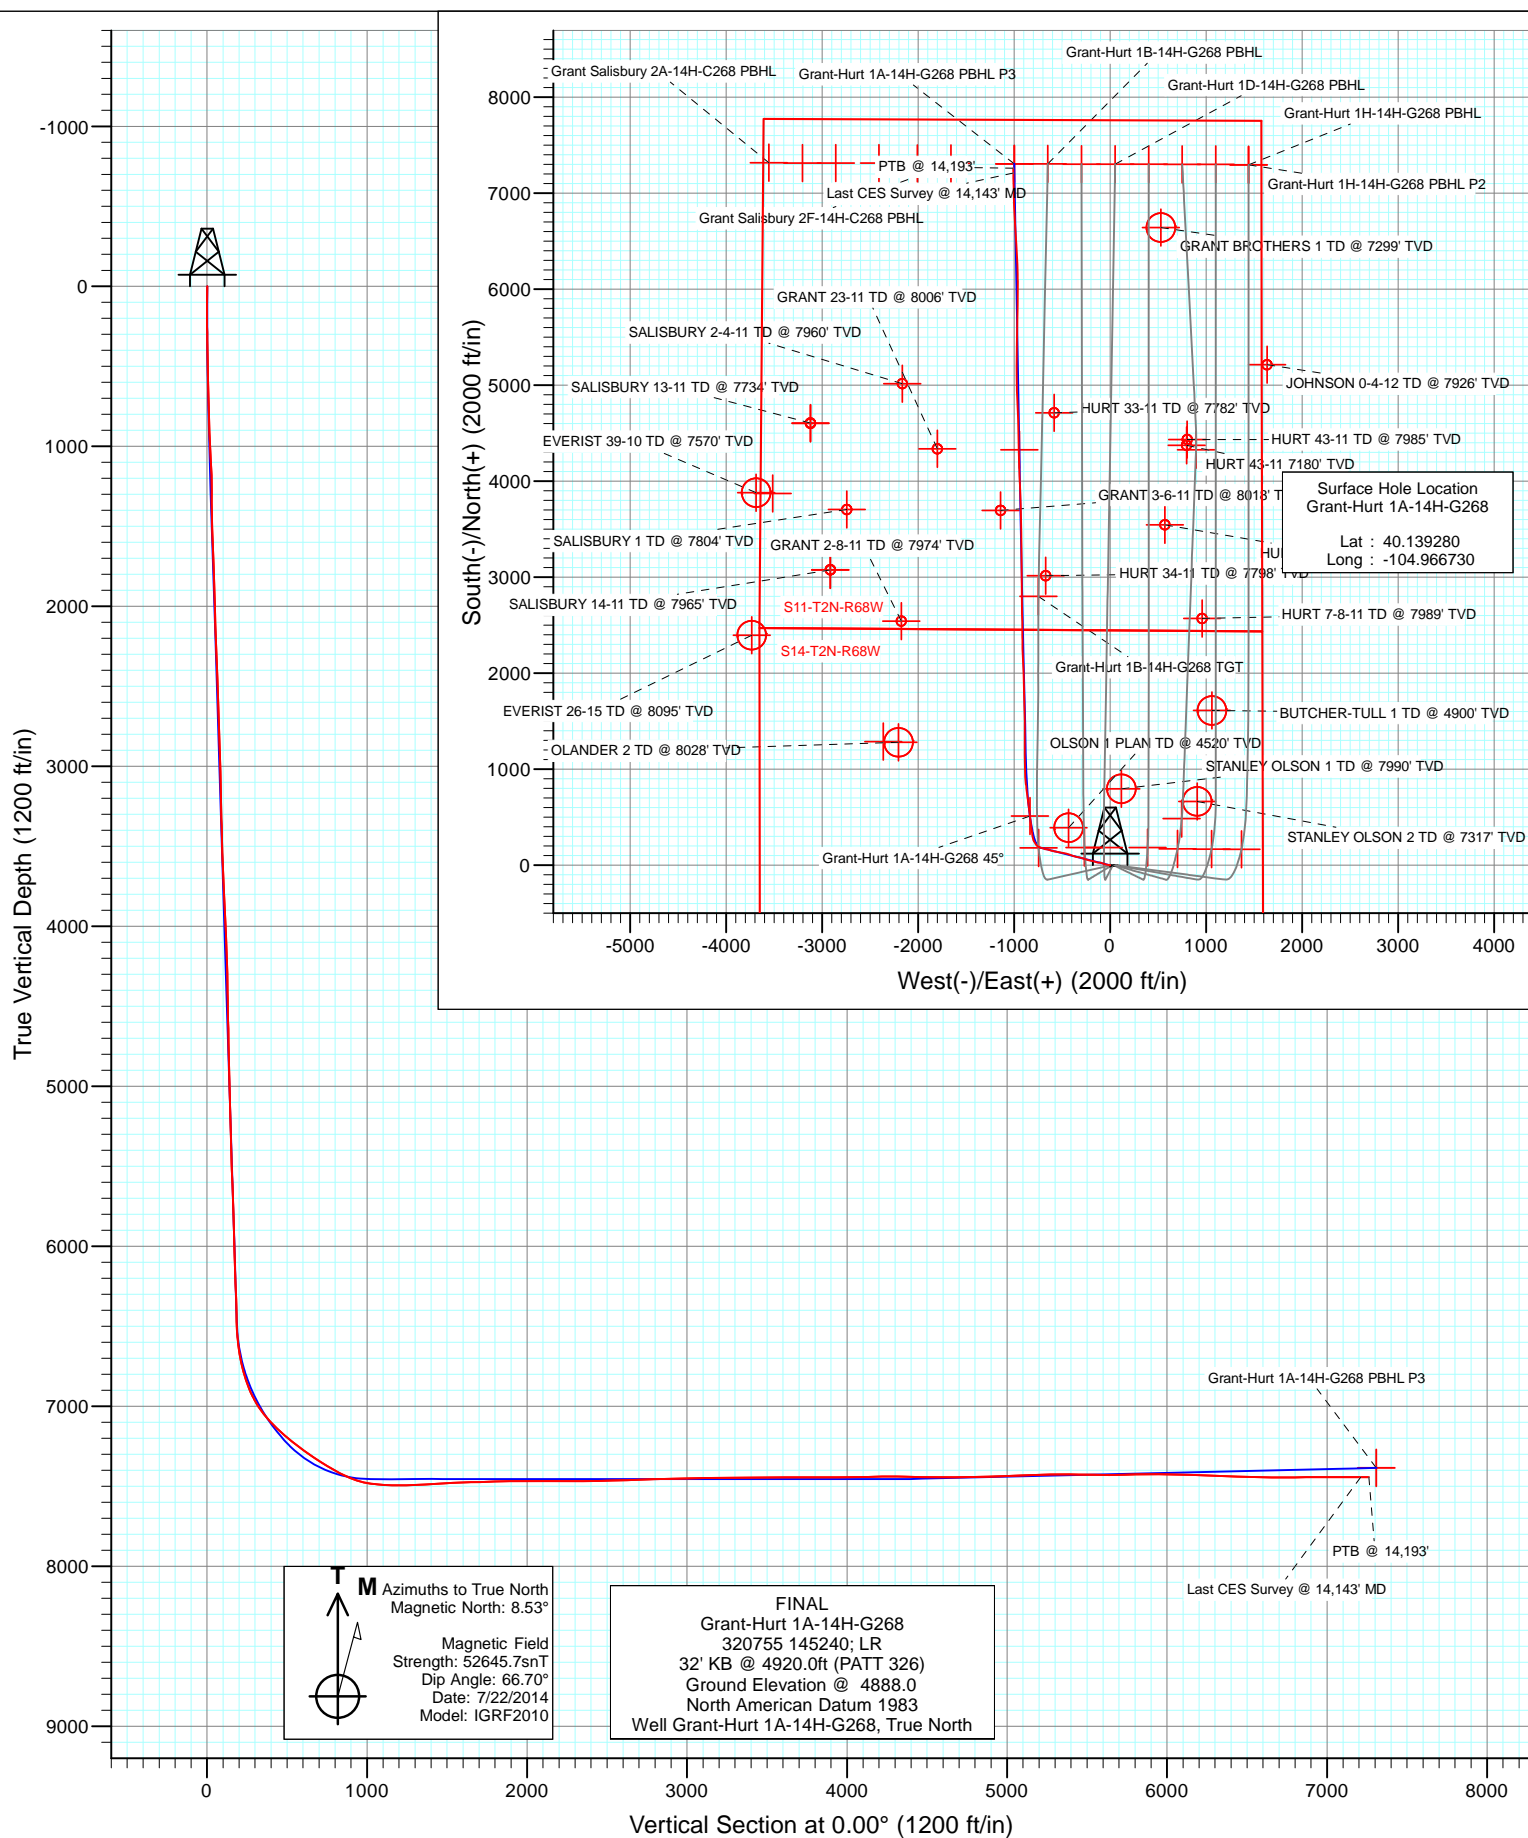 Grant Salisbury 2A-14H-C268 PBHL
Grant-Hurt 1A-14H-G268 PBHL P3
Grant-Hurt 1B-14H-G268 PBHL
Grant-Hurt 1D-14H-G268 PBHL
Grant-Hurt 1H-14H-G268 PBHL
PTB @ 14,193'
Last CES Survey @ 14,143' MD
Grant-Hurt 1H-14H-G268 PBHL P2
Grant Salisbury 2F-14H-C268 PBHL
GRANT BROTHERS 1 TD @ 7299' TVD
GRANT 23-11 TD @ 8006' TVD
SALISBURY 2-4-11 TD @ 7960' TVD
SALISBURY 13-11 TD @ 7734' TVD
JOHNSON 0-4-12 TD @ 7926' TVD
HURT 33-11 TD @ 7782' TVD
EVERIST 39-10 TD @ 7570' TVD
HURT 43-11 TD @ 7985' TVD
HURT 43-11 7180' TVD
GRANT 3-6-11 TD @ 8018' T
SALISBURY 1 TD @ 7804' TVD
GRANT 2-8-11 TD @ 7974' TVD
HURT 34-11 TD @ 7798' TVD
SALISBURY 14-11 TD @ 7965' TVD
S11-T2N-R68W
HURT 7-8-11 TD @ 7989' TVD
S14-T2N-R68W
Grant-Hurt 1B-14H-G268 TGT
EVERIST 26-15 TD @ 8095' TVD
BUTCHER-TULL 1 TD @ 4900' TVD
OLANDER 2 TD @ 8028' TVD
OLSON 1 PLAN TD @ 4520' TVD
STANLEY OLSON 1 TD @ 7990' TVD
STANLEY OLSON 2 TD @ 7317' TVD
Grant-Hurt 1A-14H-G268 45°
Surface Hole Location
Grant-Hurt 1A-14H-G268
Lat : 40.139280
Long : -104.966730
8000
7000
6000
5000
4000
3000
2000
1000
0
South(-)/North(+) (2000 ft/in)
-5000 -4000 -3000 -2000 -1000 0 1000 2000 3000 4000
West(-)/East(+) (2000 ft/in)
-1000
0
1000
2000
3000
4000
5000
6000
7000
8000
9000
True Vertical Depth (1200 ft/in)
Grant-Hurt 1A-14H-G268 PBHL P3
PTB @ 14,193'
Last CES Survey @ 14,143' MD
T
M
Azimuths to True North
Magnetic North: 8.53°
Magnetic Field
Strength: 52645.7snT
Dip Angle: 66.70°
Date: 7/22/2014
Model: IGRF2010
FINAL
Grant-Hurt 1A-14H-G268
320755 145240; LR
32' KB @ 4920.0ft (PATT 326)
Ground Elevation @ 4888.0
North American Datum 1983
Well Grant-Hurt 1A-14H-G268, True North
0 1000 2000 3000 4000 5000 6000 7000 8000
Vertical Section at 0.00° (1200 ft/in)